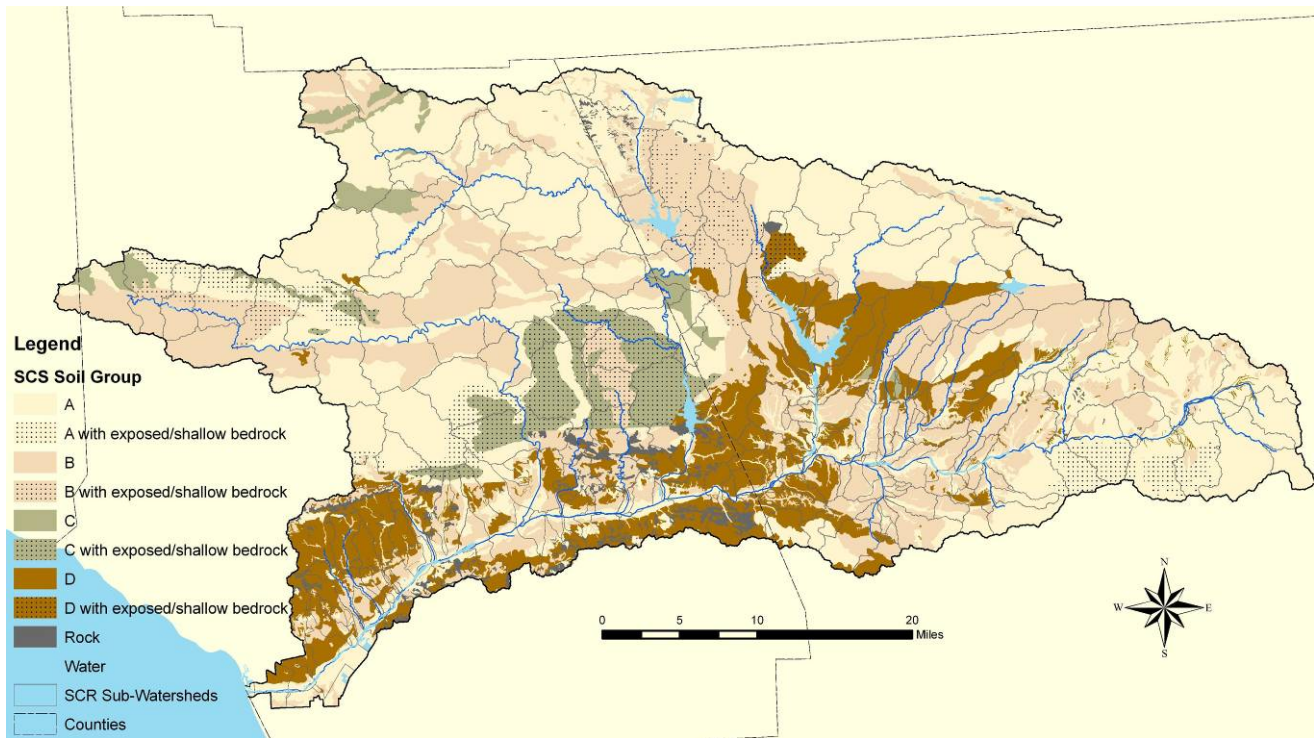 Legend
SCS Soil Group
A
A with exposed/shallow bedrock
B
B with exposed/shallow bedrock
C
C with exposed/shallow bedrock
D
D with exposed/shallow bedrock
Rock
Water
SCR Sub-Watersheds
Counties
0 5 10 20
Miles
N
W E
S